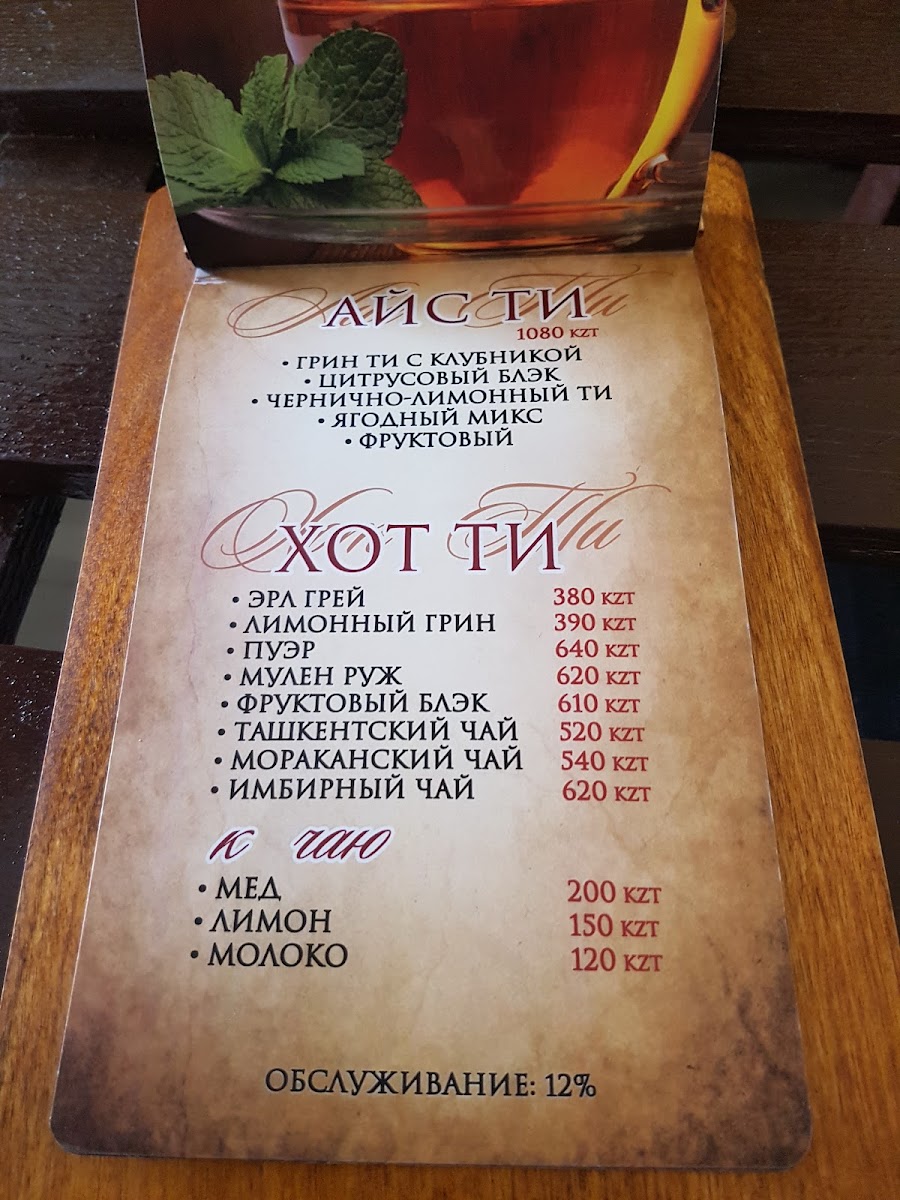 АЙС ТИ
1080 KZT
• ГРИН ТИ С КЛУБНИКОЙ
• ЦИТРУСОВЫЙ БЛЭК
• ЧЕРНИЧНО-ЛИМОННЫЙ ТИ
• ЯГОДНЫЙ МИКС
• ФРУКТОВЫЙ
ХОТ ТИ
• ЭРЛ ГРЕЙ 380 KZT
• ЛИМОННЫЙ ГРИН 390 KZT
• ПУЭР 640 KZT
• МУЛЕН РУЖ 620 KZT
• ФРУКТОВЫЙ БЛЭК 610 KZT
• ТАШКЕНТСКИЙ ЧАЙ 520 KZT
• МОРАКАНСКИЙ ЧАЙ 540 KZT
• ИМБИРНЫЙ ЧАЙ 620 KZT
к чаю
• МЕД 200 KZT
• ЛИМОН 150 KZT
• МОЛОКО 120 KZT
ОБСЛУЖИВАНИЕ: 12%